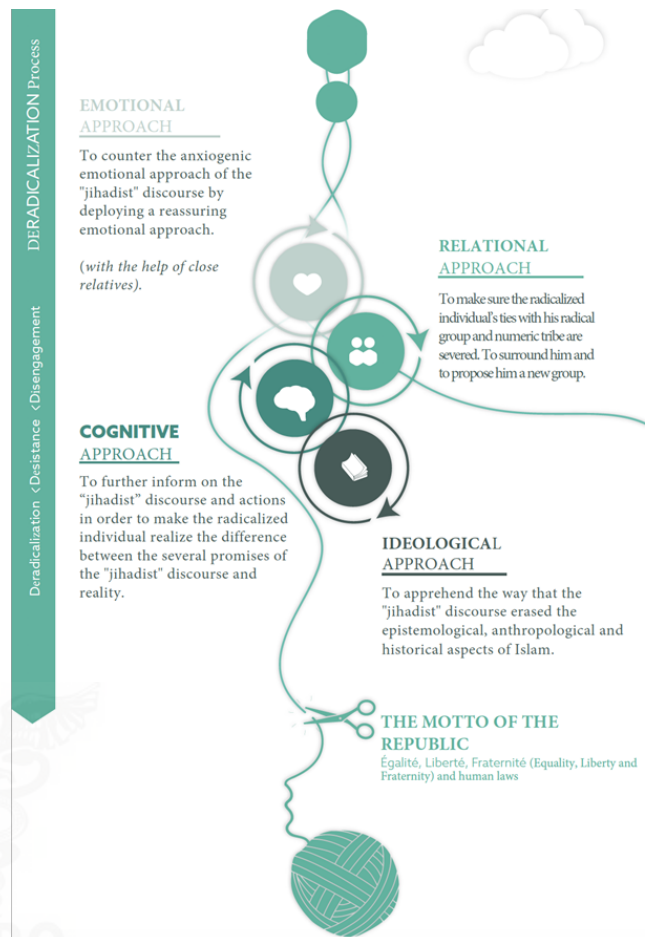 DERADICALIZATION Process
Deradicalization <Desistance <Disengagement
EMOTIONAL
APPROACH
To counter the anxiogenic
emotional approach of the
"jihadist" discourse by
deploying a reassuring
emotional approach.
(with the help of close
relatives).
RELATIONAL
APPROACH
To make sure the radicalized
individual's ties with his radical
group and numeric tribe are
severed. To surround him and
to propose him a new group.
COGNITIVE
APPROACH
To further inform on the
“jihadist” discourse and actions
in order to make the radicalized
individual realize the difference
between the several promises of
the "jihadist" discourse and
reality.
IDEOLOGICAL
APPROACH
To apprehend the way that the
"jihadist" discourse erased the
epistemological, anthropological and
historical aspects of Islam.
THE MOTTO OF THE
REPUBLIC
Égalité, Liberté, Fraternité (Equality, Liberty and
Fraternity) and human laws